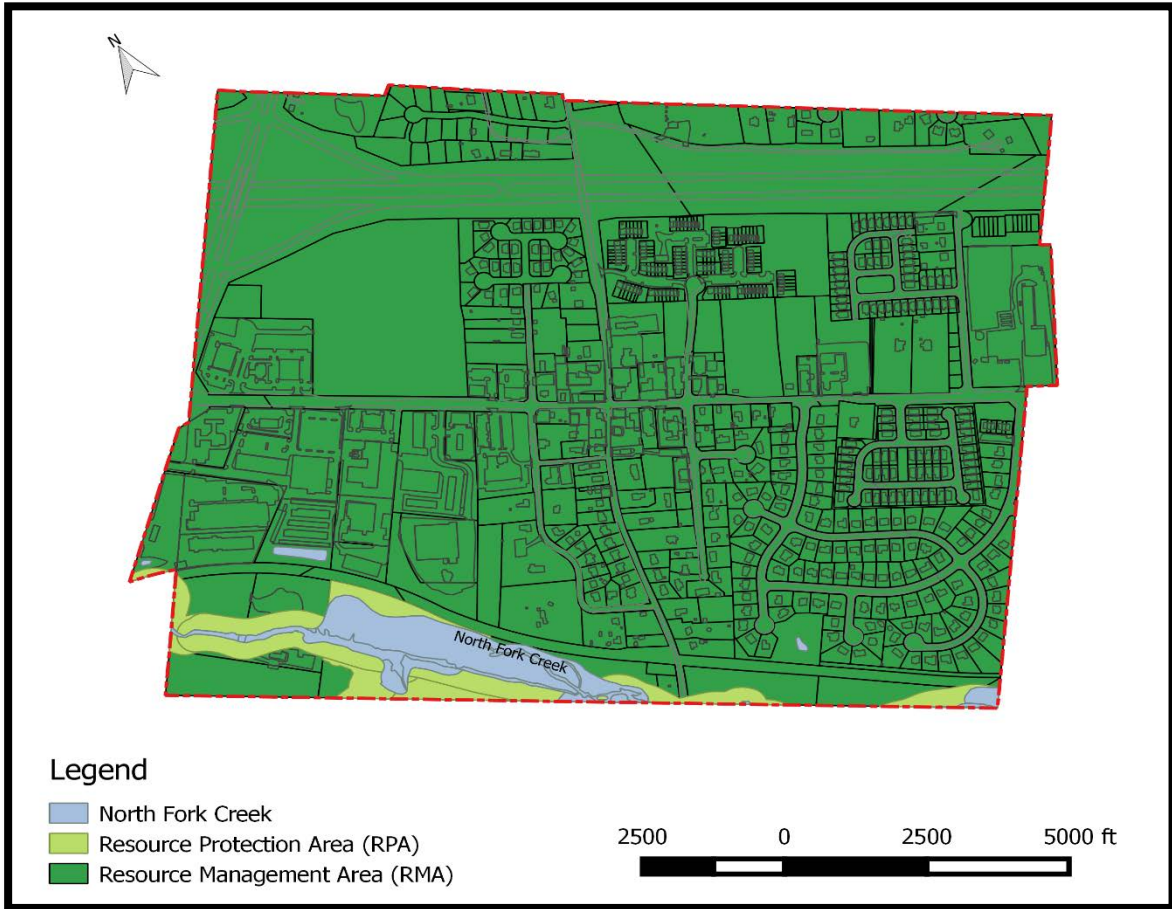 N
North Fork Creek
Legend
North Fork Creek
Resource Protection Area (RPA)
Resource Management Area (RMA)
2500 0 2500 5000 ft